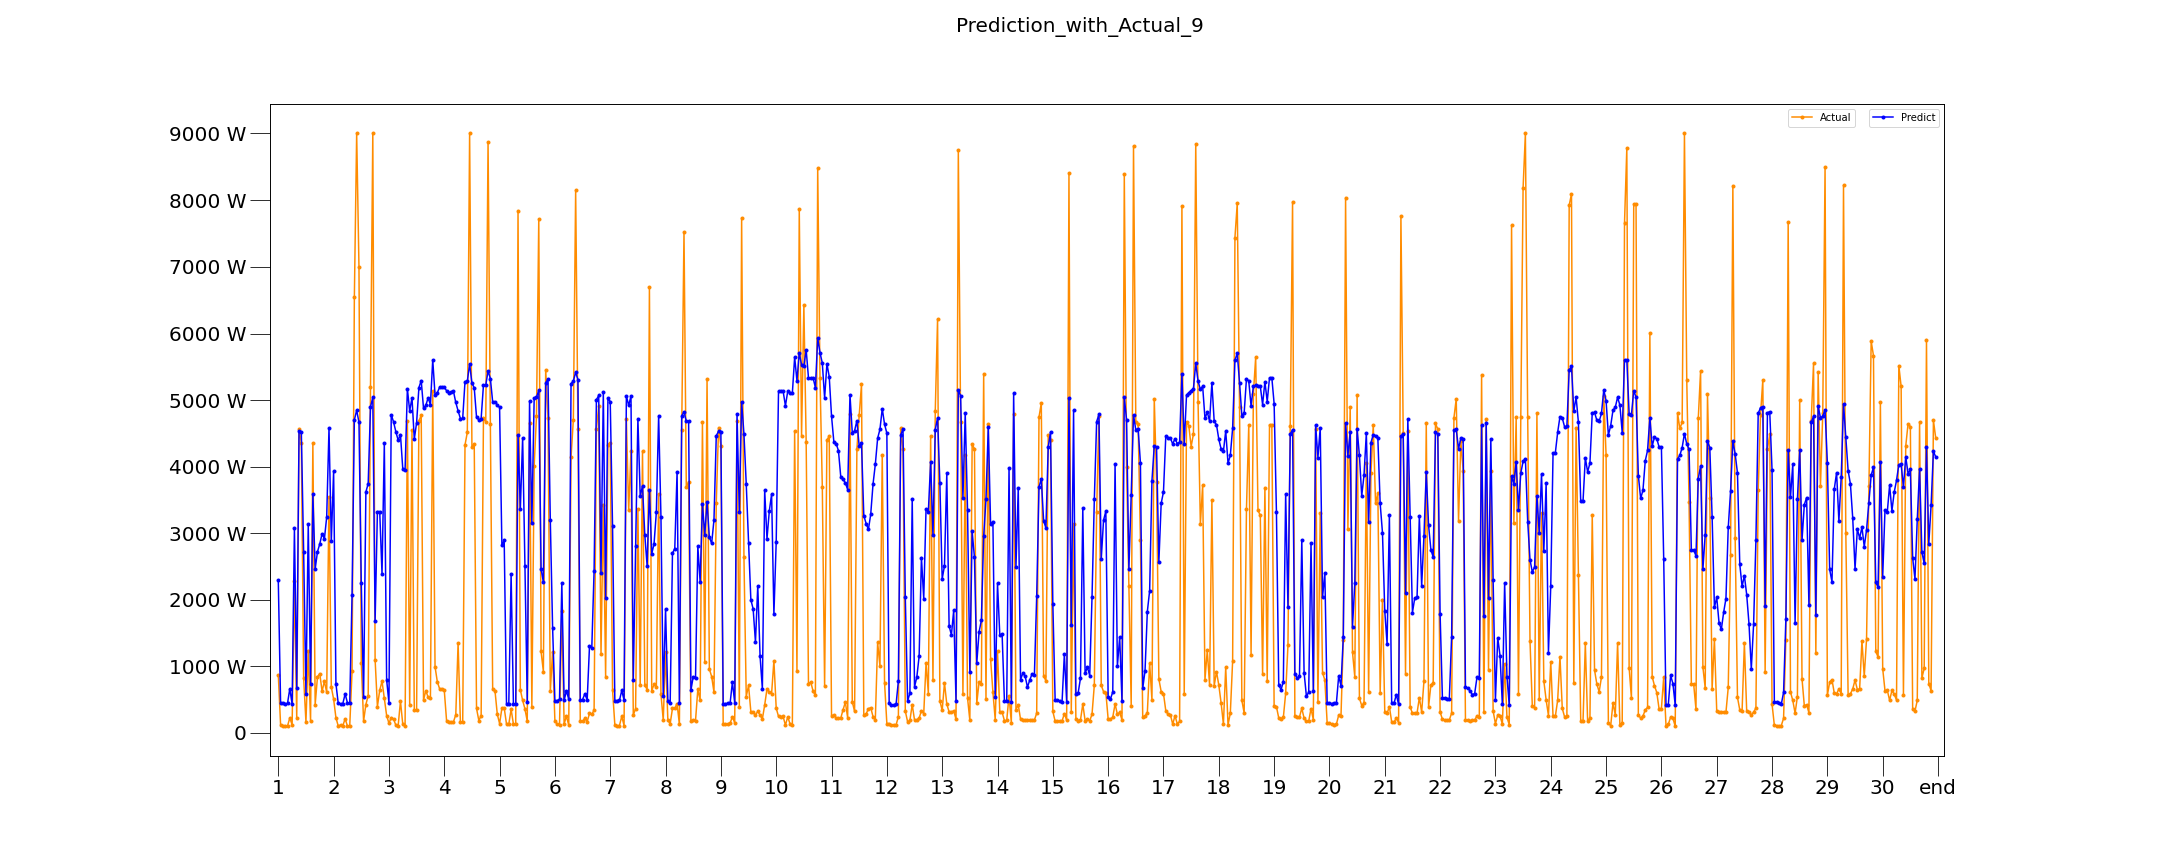 Prediction_with_Actual_9
Actual Predict
9000 W
8000 W
7000 W
6000 W
5000 W
4000 W
3000 W
2000 W
1000 W
0
1 2 3 4 5 6 7 8 9 10 11 12 13 14 15 16 17 18 19 20 21 22 23 24 25 26 27 28 29 30 end